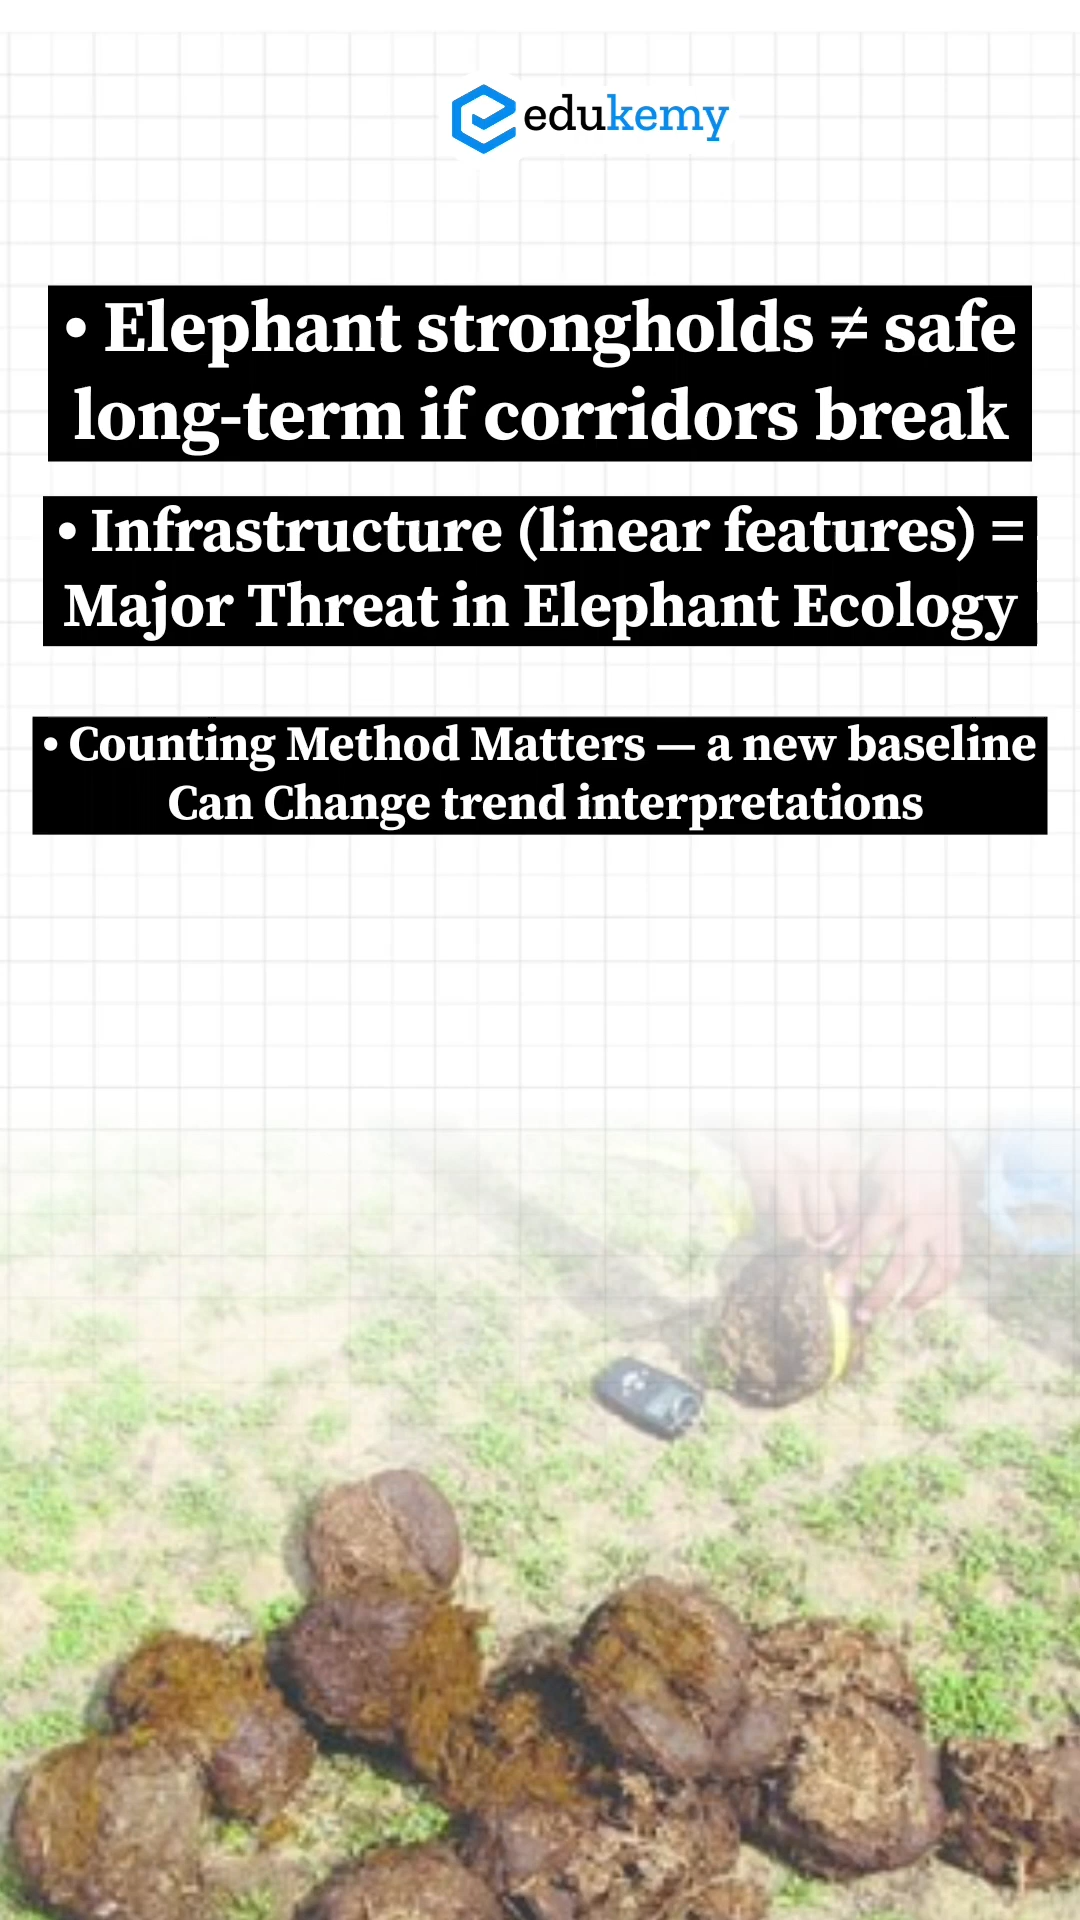 edukemy
• Elephant strongholds ≠ safe
long-term if corridors break
• Infrastructure (linear features) =
Major Threat in Elephant Ecology
• Counting Method Matters — a new baseline
Can Change trend interpretations